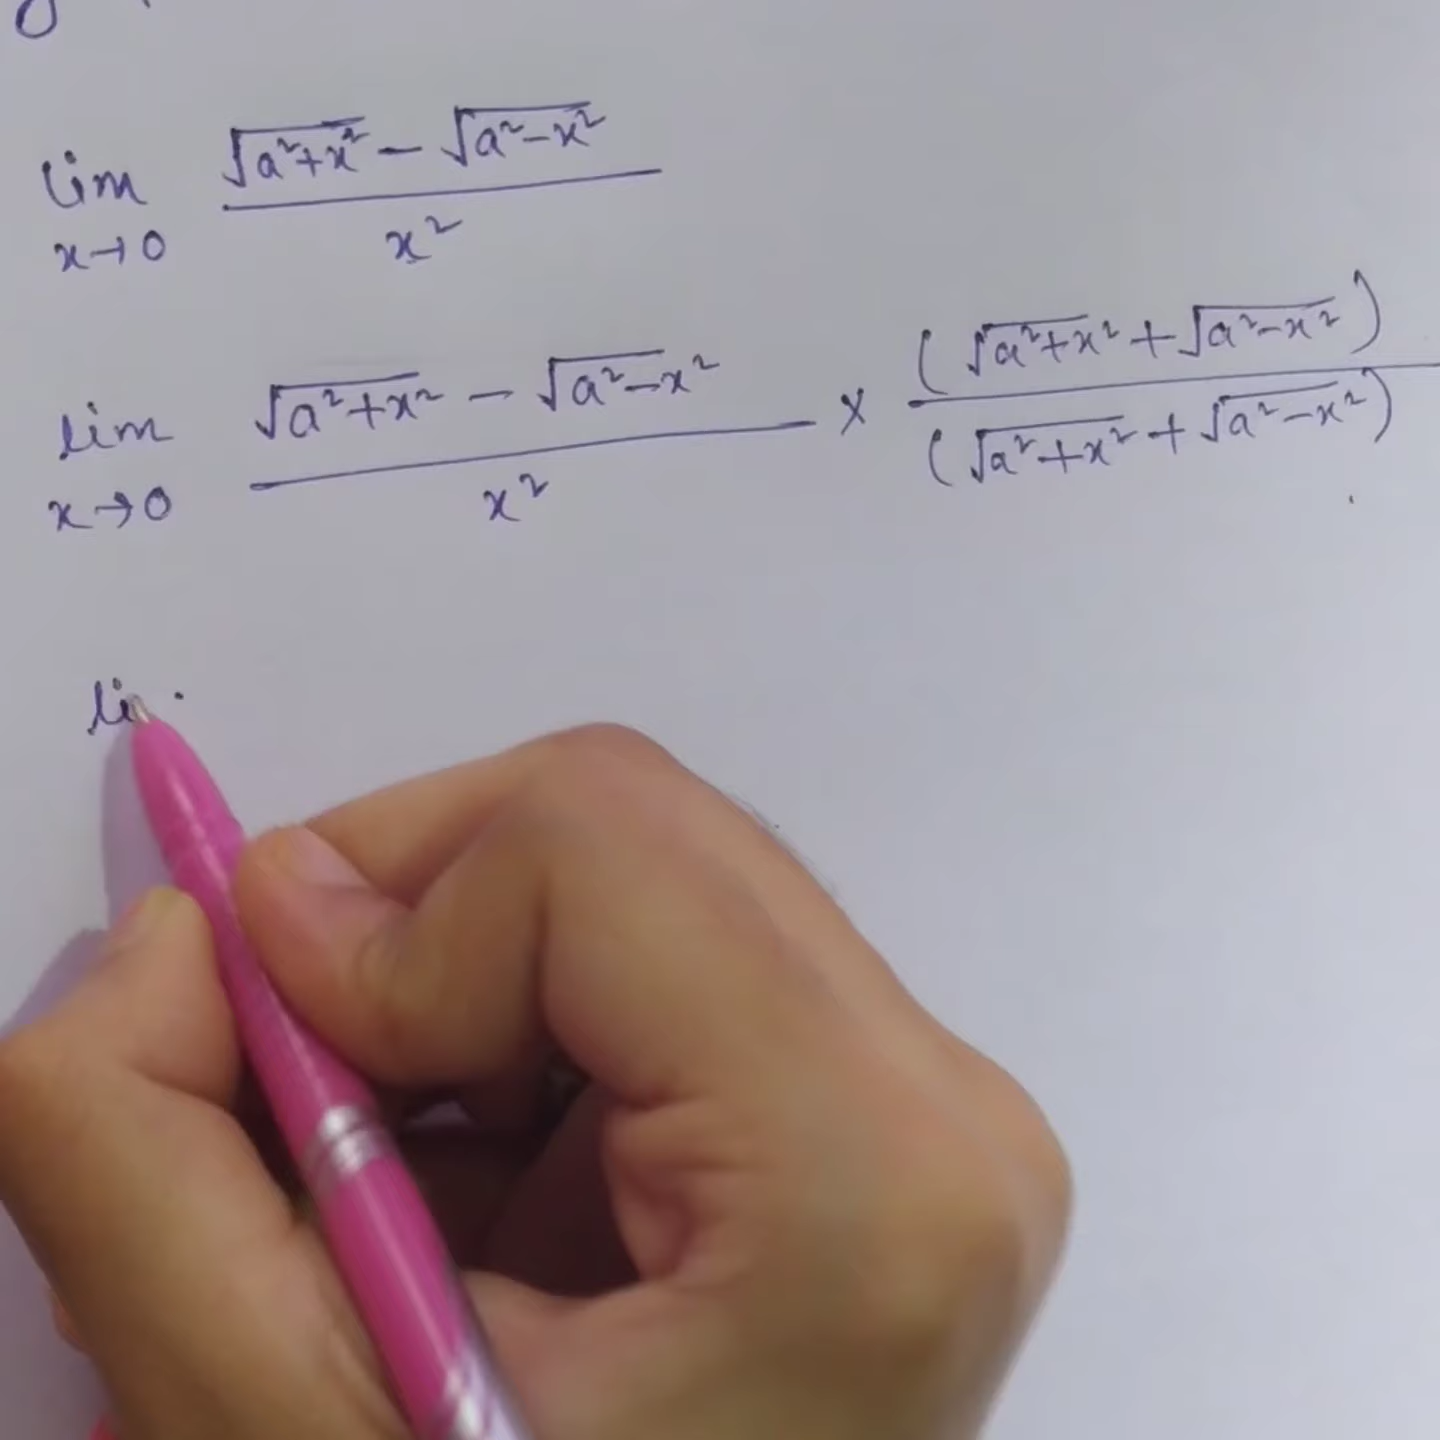 lim x→0 (√(a²+x²) − √(a²−x²)) / x²
lim x→0 (√(a²+x²) − √(a²−x²)) / x² × (√(a²+x²) + √(a²−x²)) / (√(a²+x²) + √(a²−x²))
li